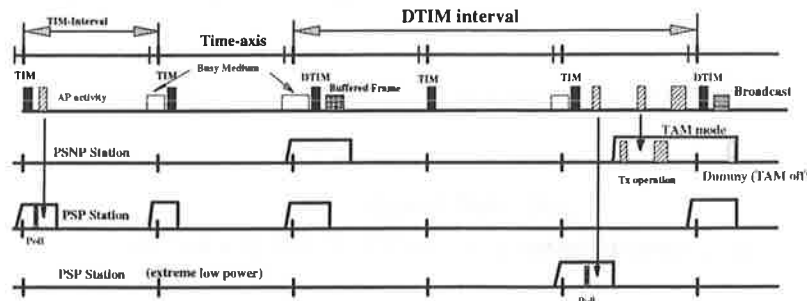 TIM-Interval
DTIM interval
Time-axis
Busy Medium
TIM
TIM
DTIM
TIM
TIM
DTIM
AP activity
Buffered Frame
Broadcast
TAM mode
PSNP Station
Tx operation
Dummy (TAM off)
PSP Station
Poll
PSP Station (extreme low power)
Poll